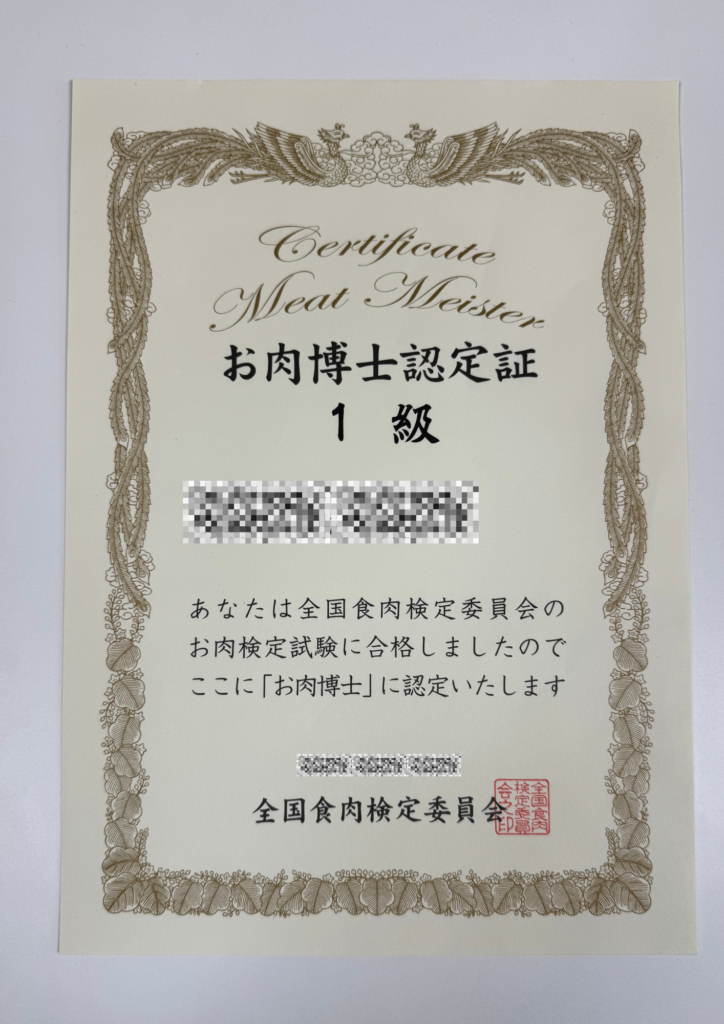 Certificate
Meat Meister
お肉博士認定証
1 級
あなたは全国食肉検定委員会の
お肉検定試験に合格しましたので
ここに「お肉博士」に認定いたします
全国食肉検定委員会
全国食肉
検定委員
会之印